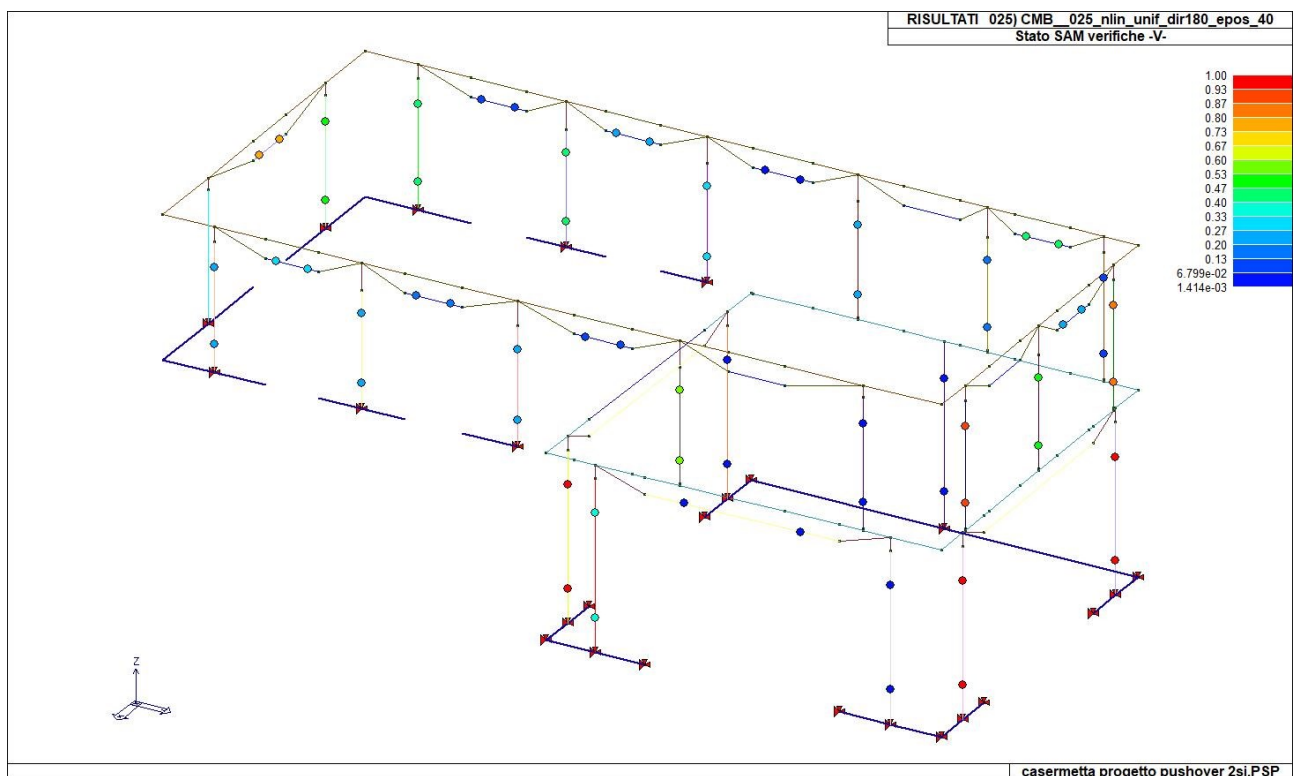 RISULTATI 025) CMB__025_nlin_unif_dir180_epos_40
Stato SAM verifiche -V-
1.00
0.93
0.87
0.80
0.73
0.67
0.60
0.53
0.47
0.40
0.33
0.27
0.20
0.13
6.799e-02
1.414e-03
Z
casermetta progetto pushover 2si.PSP